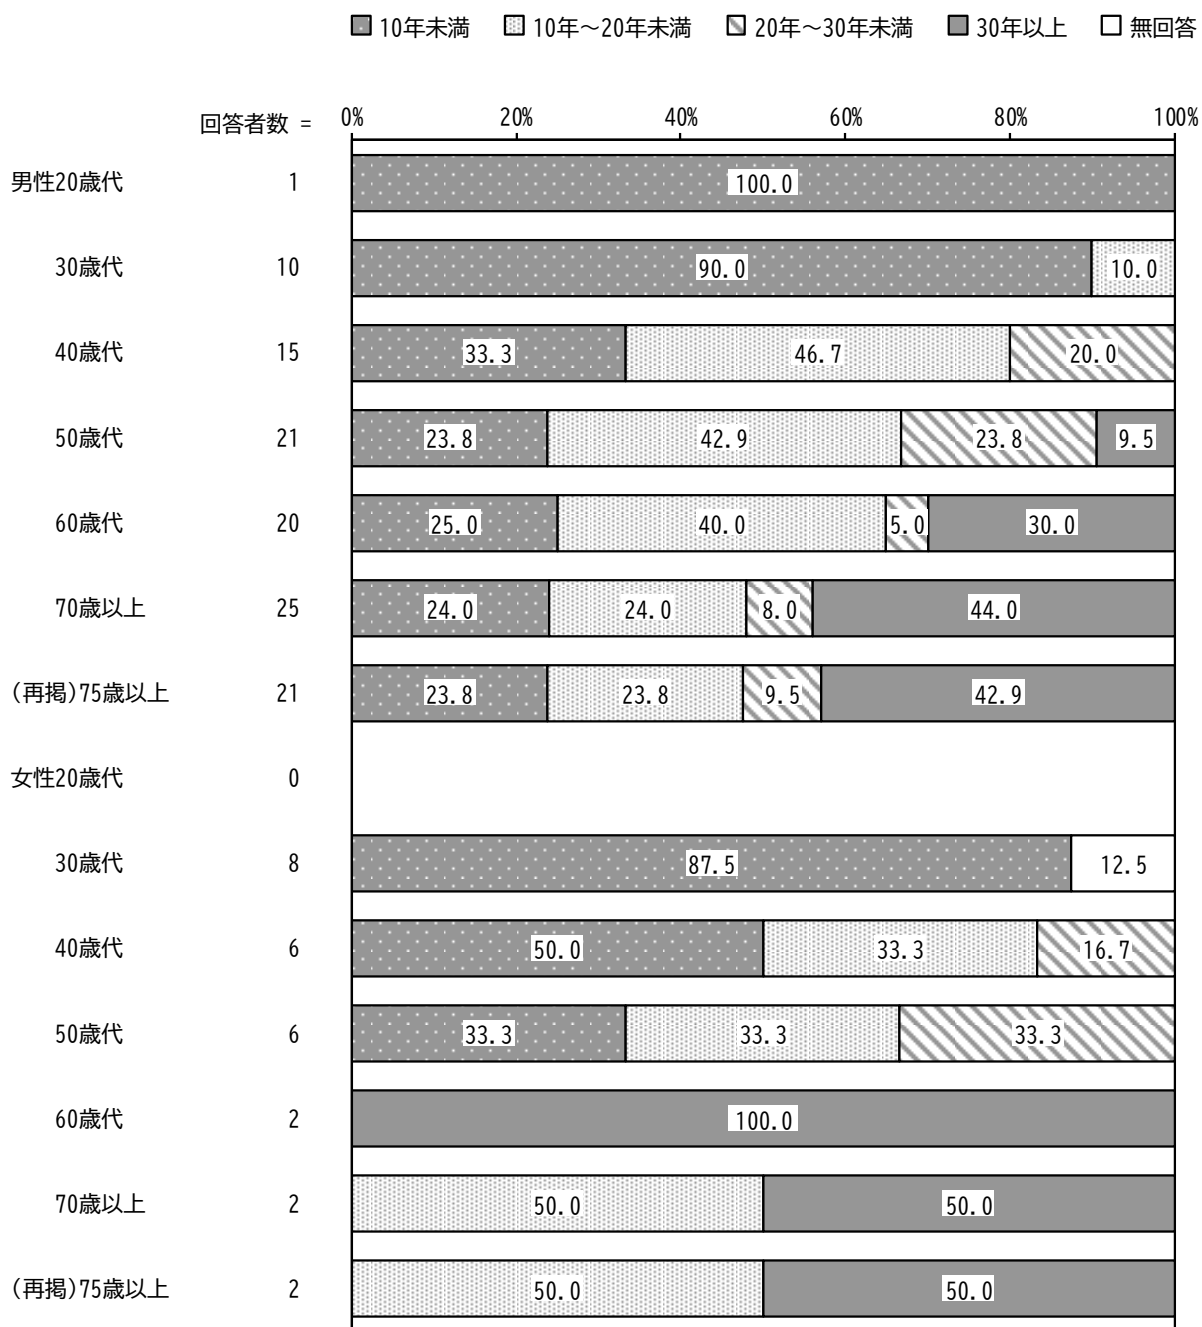 10年未満 10年～20年未満 20年～30年未満 30年以上 無回答
回答者数 = 0% 20% 40% 60% 80% 100%
男性20歳代 1 100.0
30歳代 10 90.0 10.0
40歳代 15 33.3 46.7 20.0
50歳代 21 23.8 42.9 23.8 9.5
60歳代 20 25.0 40.0 5.0 30.0
70歳以上 25 24.0 24.0 8.0 44.0
(再掲)75歳以上 21 23.8 23.8 9.5 42.9
女性20歳代 0
30歳代 8 87.5 12.5
40歳代 6 50.0 33.3 16.7
50歳代 6 33.3 33.3 33.3
60歳代 2 100.0
70歳以上 2 50.0 50.0
(再掲)75歳以上 2 50.0 50.0